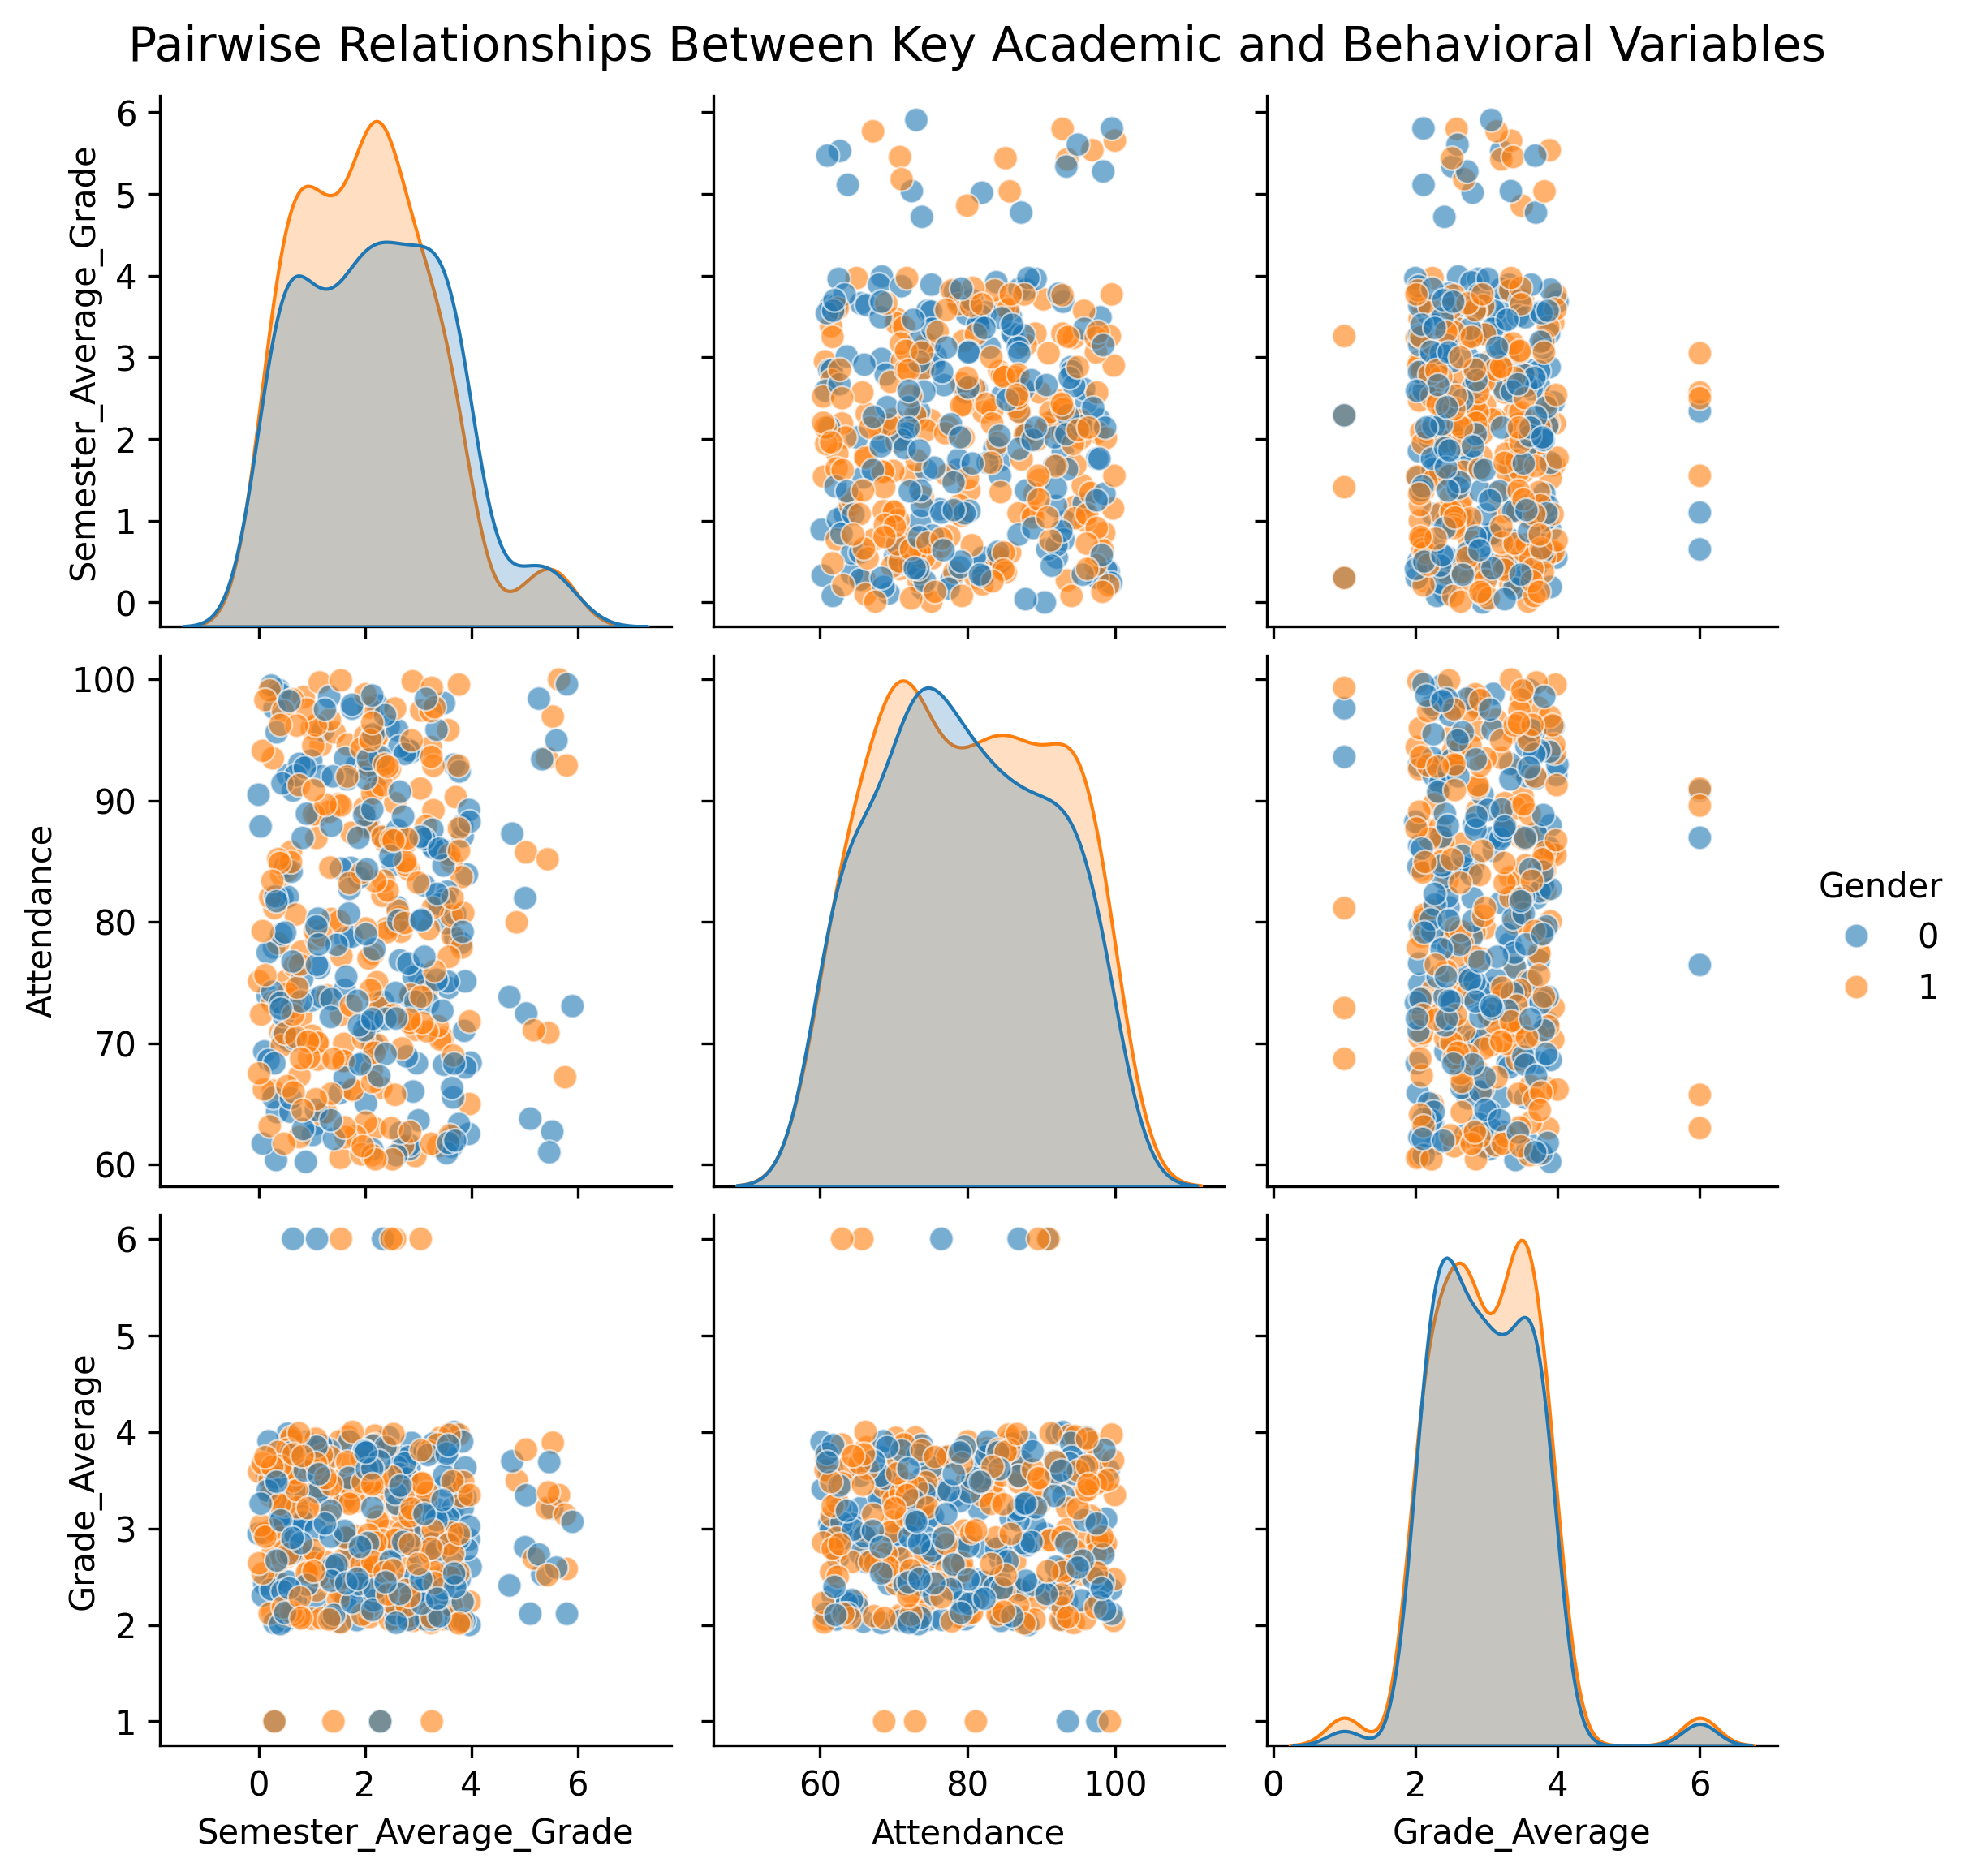 Pairwise Relationships Between Key Academic and Behavioral Variables
Semester_Average_Grade
6
5
4
3
2
1
0
Attendance
100
90
80
70
60
Gender
0
1
Grade_Average
6
5
4
3
2
1
0 2 4 6
60 80 100
0 2 4 6
Semester_Average_Grade
Attendance
Grade_Average